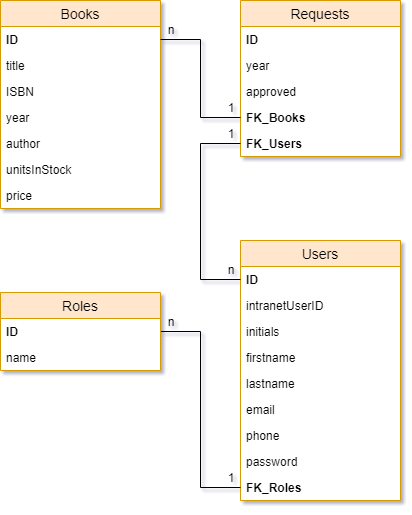 Books
ID
title
ISBN
year
author
unitsInStock
price
n
Requests
ID
year
approved
FK_Books
FK_Users
1
1
n
Users
ID
intranetUserID
initials
firstname
lastname
email
phone
password
FK_Roles
Roles
ID
name
n
1